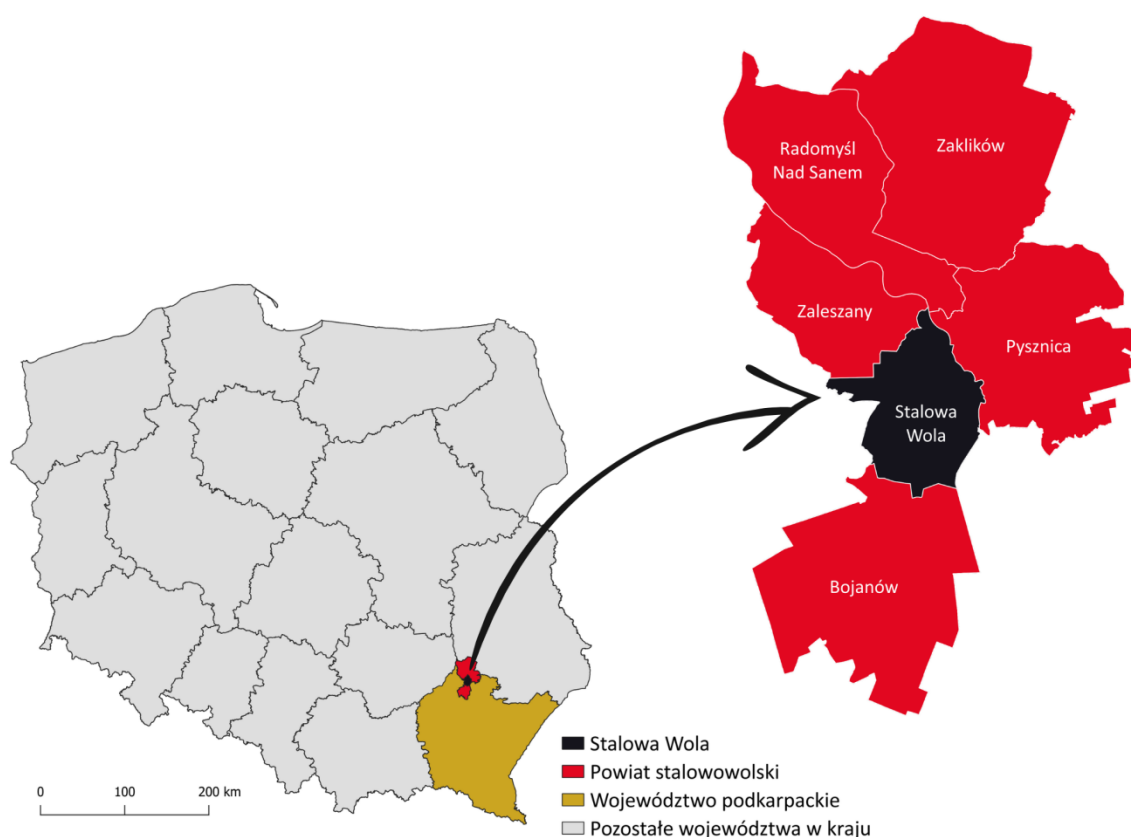 Radomyśl
Nad Sanem
Zaklików
Zaleszany
Pysznica
Stalowa
Wola
Bojanów
Stalowa Wola
Powiat stalowowolski
Województwo podkarpackie
Pozostałe województwa w kraju
0 100 200 km